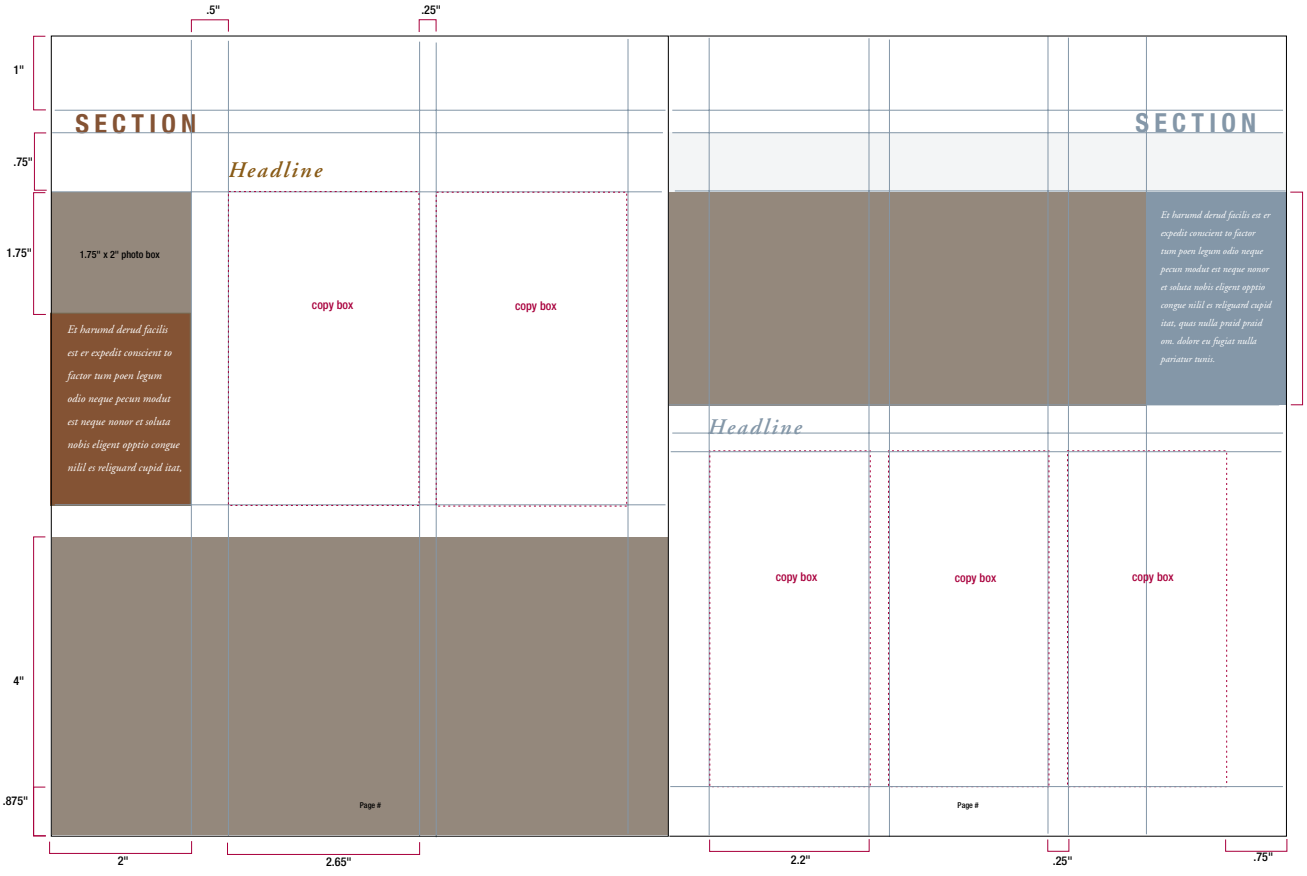 .5"
.25"
1"
SECTION
SECTION
.75"
Headline
1.75"
1.75" x 2" photo box
copy box
copy box
Et harumd derud facilis
est er expedit conscient to
factor tum poen legum
odio neque pecun modut
est neque nonor et soluta
nobis eligent opptio congue
nilil es religuard cupid itat,
Et harumd derud facilis est er
expedit conscient to factor
tum poen legum odio neque
pecun modut est neque nonor
et soluta nobis eligent opptio
congue nilil es religuard cupid
itat, quas nulla praid praid
om. dolore eu fugiat nulla
pariatur tunis.
Headline
copy box
copy box
copy box
4"
.875"
Page #
Page #
2"
2.65"
2.2"
.25"
.75"